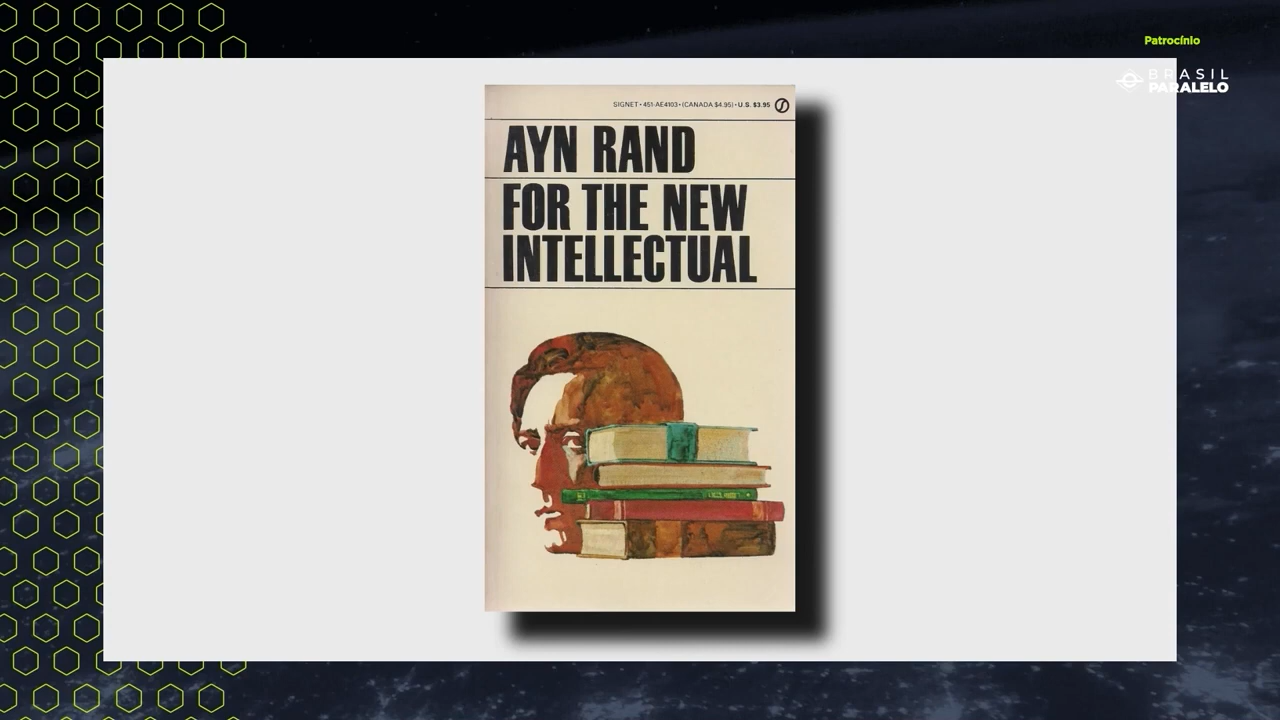 Patrocínio
BRASIL
PARALELO
SIGNET • 451-AE4103 • (CANADA $4.95) • U.S. $3.95
AYN RAND
FOR THE NEW
INTELLECTUAL